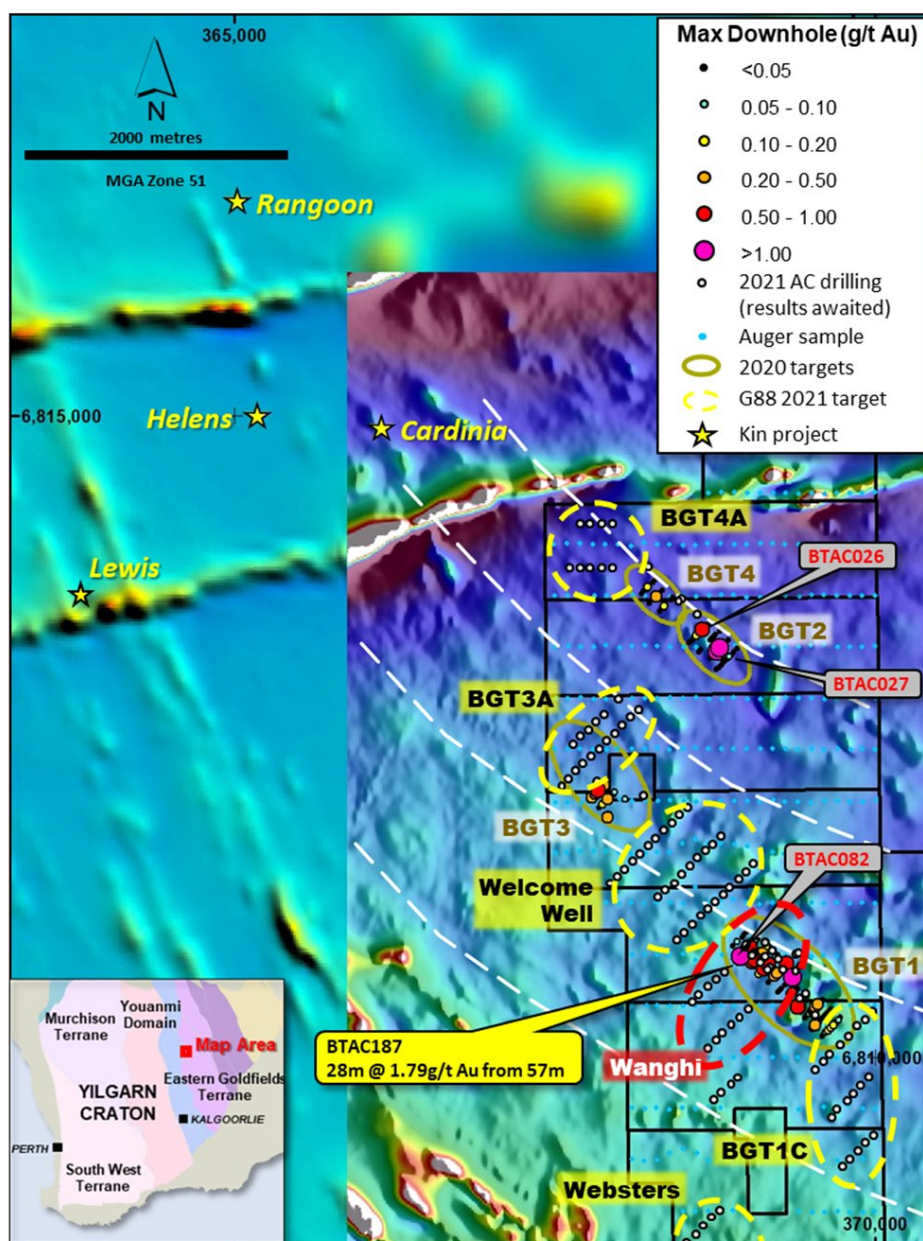 365,000
N
2000 metres
MGA Zone 51
Rangoon
6,815,000
Helens
Cardinia
Lewis
Max Downhole (g/t Au)
<0.05
0.05 - 0.10
0.10 - 0.20
0.20 - 0.50
0.50 - 1.00
>1.00
2021 AC drilling
(results awaited)
Auger sample
2020 targets
G88 2021 target
Kin project
BGT4A
BGT4
BTAC026
BGT2
BTAC027
BGT3A
BGT3
BTAC082
Welcome
Well
BGT1
BTAC187
28m @ 1.79g/t Au from 57m
Wanghi
6,810,000
BGT1C
Websters
370,000
Murchison
Terrane
Youanmi
Domain
Map Area
Eastern Goldfields
Terrane
YILGARN
CRATON
KALGOORLIE
PERTH
South West
Terrane